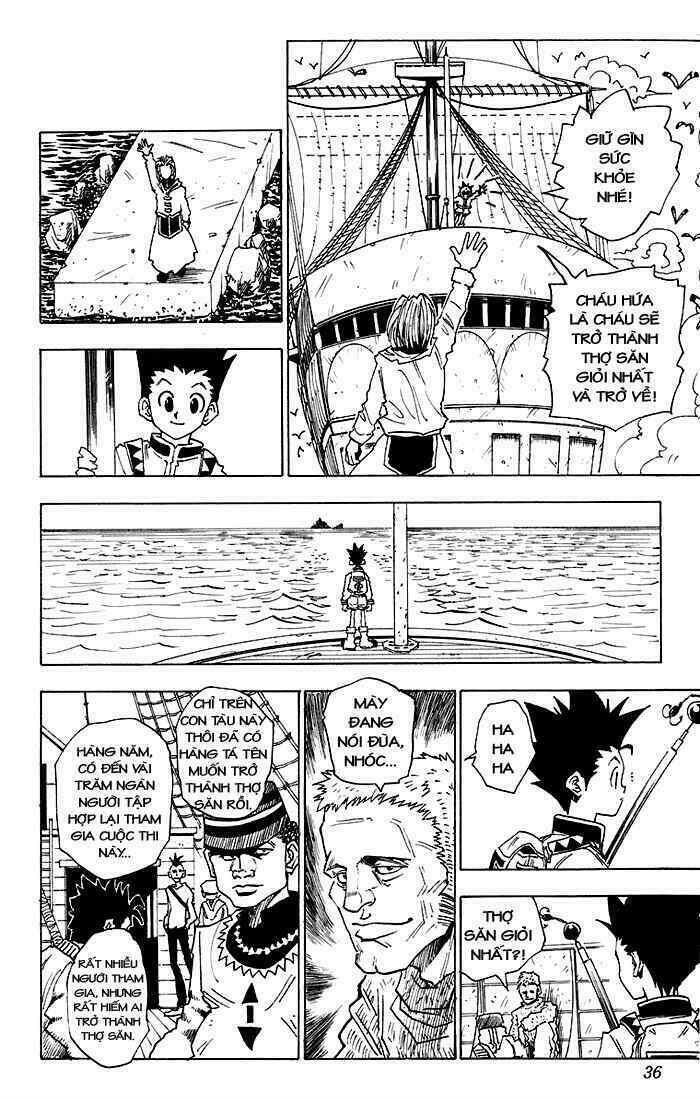 GIỮ GÌN
SỨC
KHỎE
NHÉ!
CHÁU HỨA
LÀ CHÁU SẼ
TRỞ THÀNH
THỢ SĂN
GIỎI NHẤT
VÀ TRỞ VỀ!
HA
HA
HA
THỢ
SĂN GIỎI
NHẤT?!
MÀY
ĐANG
NÓI ĐÙA,
NHÓC...
CHỈ TRÊN
CON TÀU NÀY
THÔI ĐÃ CÓ
HÀNG TÁ TÊN
MUỐN TRỞ
THÀNH THỢ
SĂN RỒI.
HÀNG NĂM,
CÓ ĐẾN VÀI
TRĂM NGÀN
NGƯỜI TẬP
HỢP LẠI THAM
GIA CUỘC THI
NÀY...
RẤT NHIỀU
NGƯỜI THAM
GIA, NHƯNG
RẤT HIẾM AI
TRỞ THÀNH
THỢ SĂN.
36